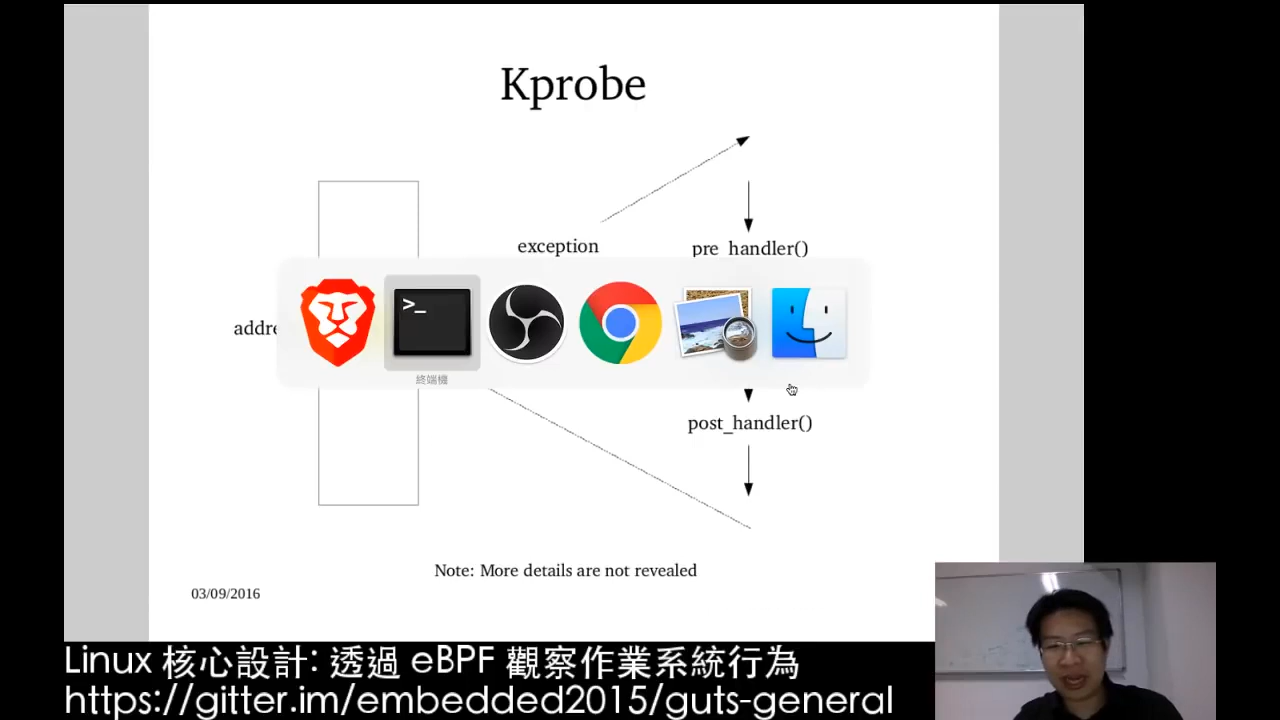 Kprobe
exception
pre_handler()
addre
>_
終端機
post_handler()
Note: More details are not revealed
03/09/2016
Linux 核心設計: 透過 eBPF 觀察作業系統行為
https://gitter.im/embedded2015/guts-general